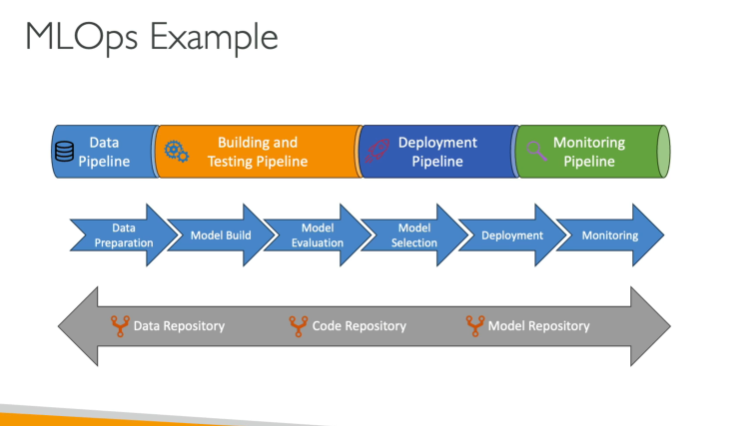 MLOps Example
Data
Pipeline
Building and
Testing Pipeline
Deployment
Pipeline
Monitoring
Pipeline
Data
Preparation
Model Build
Model
Evaluation
Model
Selection
Deployment
Monitoring
Data Repository
Code Repository
Model Repository